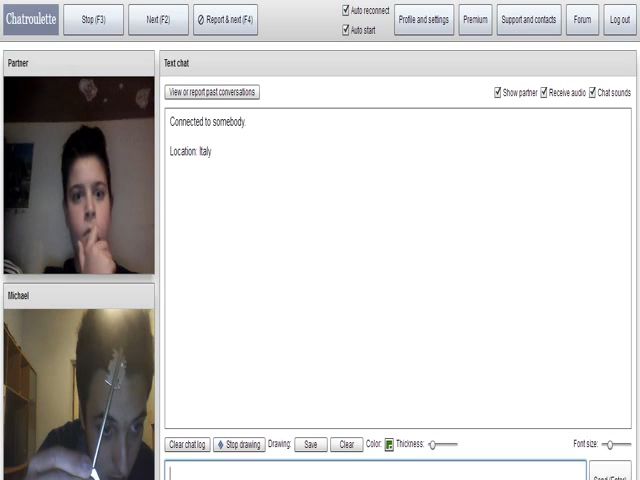 Chatroulette
Stop (F3)
Next (F2)
Report & next (F4)
Auto reconnect
Auto start
Profile and settings
Premium
Support and contacts
Forum
Log out
Partner
Text chat
View or report past conversations
Show partner
Receive audio
Chat sounds
Connected to somebody.
Location: Italy
Michael
Clear chat log
Stop drawing
Drawing:
Save
Clear
Color:
Thickness:
Font size:
Send (Enter)